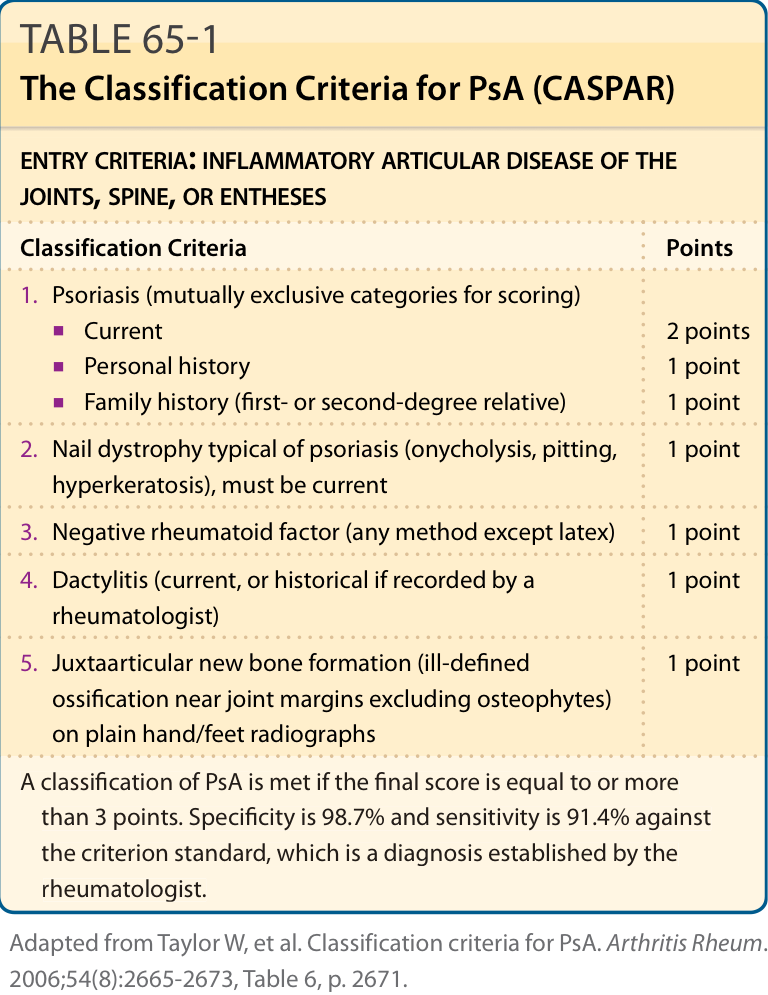 TABLE 65-1
The Classification Criteria for PsA (CASPAR)
ENTRY CRITERIA: INFLAMMATORY ARTICULAR DISEASE OF THE
JOINTS, SPINE, OR ENTHESES
Classification Criteria Points
1. Psoriasis (mutually exclusive categories for scoring)
■ Current 2 points
■ Personal history 1 point
■ Family history (first- or second-degree relative) 1 point
2. Nail dystrophy typical of psoriasis (onycholysis, pitting, 1 point
hyperkeratosis), must be current
3. Negative rheumatoid factor (any method except latex) 1 point
4. Dactylitis (current, or historical if recorded by a 1 point
rheumatologist)
5. Juxtaarticular new bone formation (ill-defined 1 point
ossification near joint margins excluding osteophytes)
on plain hand/feet radiographs
A classification of PsA is met if the final score is equal to or more
than 3 points. Specificity is 98.7% and sensitivity is 91.4% against
the criterion standard, which is a diagnosis established by the
rheumatologist.
Adapted from Taylor W, et al. Classification criteria for PsA. Arthritis Rheum.
2006;54(8):2665-2673, Table 6, p. 2671.